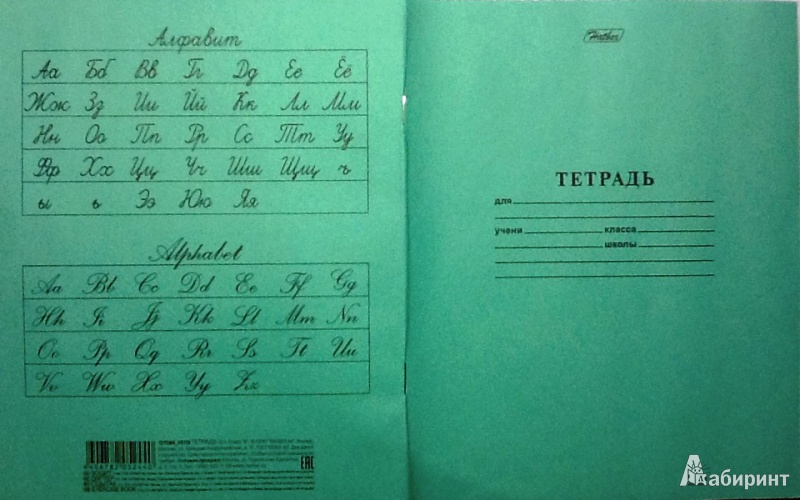 Алфавит
Аа Бб Вв Гг Дд Ее Ёё
Жж Зз Ии Йй Кк Лл Мм
Нн Оо Пп Рр Сс Тт Уу
Фф Хх Цц Чч Шш Щщ ъ
ы ь Ээ Юю Яя
Alphabet
Aa Bb Cc Dd Ee Ff Gg
Hh Ii Jj Kk Ll Mm Nn
Oo Pp Qq Rr Ss Tt Uu
Vv Ww Xx Yy Zz
EAC
Hatber
ТЕТРАДЬ
для
учени класса
школы
Лабиринт